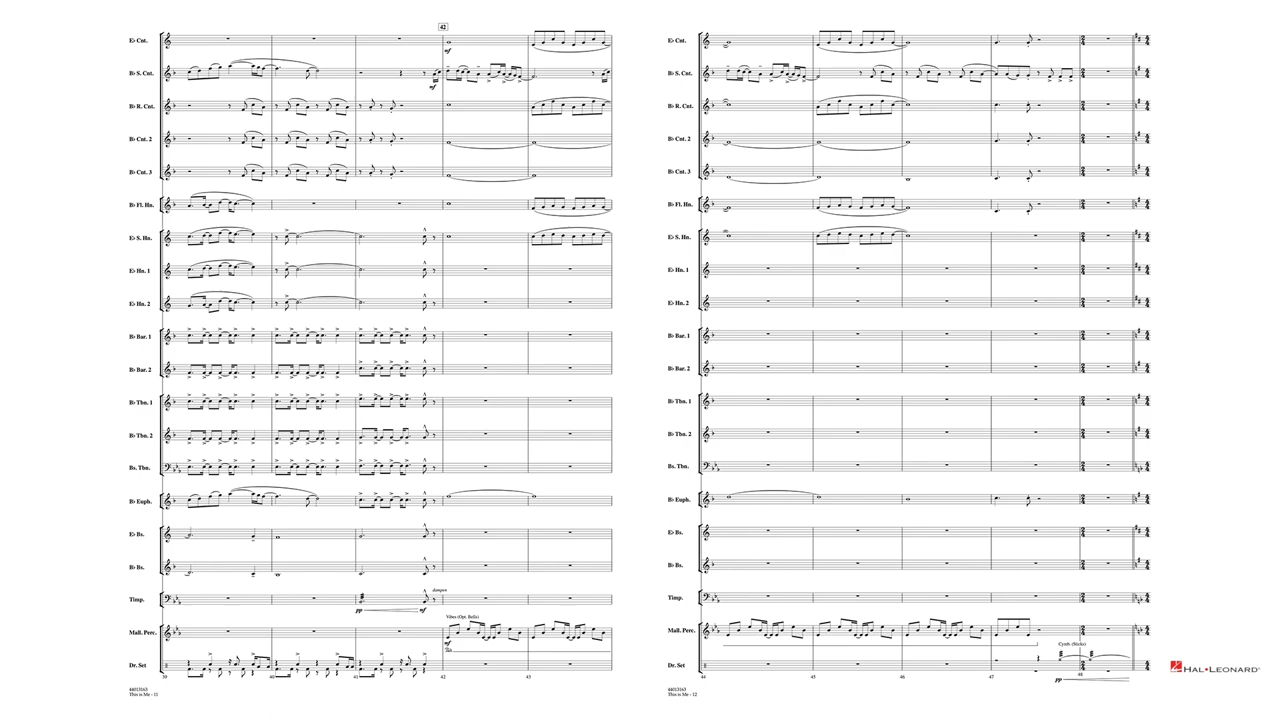 42
E♭ Cnt.
mf
B♭ S. Cnt.
mf
B♭ R. Cnt.
B♭ Cnt. 2
B♭ Cnt. 3
B♭ Fl. Hn.
E♭ S. Hn.
E♭ Hn. 1
E♭ Hn. 2
B♭ Bar. 1
B♭ Bar. 2
B♭ Tbn. 1
B♭ Tbn. 2
Bs. Tbn.
B♭ Euph.
E♭ Bs.
B♭ Bs.
Timp.
dampen
pp mf
Vibes (Opt. Bells)
Mall. Perc.
mf
Dr. Set
39 40 41 42 43
44013163
This is Me - 11
E♭ Cnt.
B♭ S. Cnt.
B♭ R. Cnt.
B♭ Cnt. 2
B♭ Cnt. 3
B♭ Fl. Hn.
E♭ S. Hn.
E♭ Hn. 1
E♭ Hn. 2
B♭ Bar. 1
B♭ Bar. 2
B♭ Tbn. 1
B♭ Tbn. 2
Bs. Tbn.
B♭ Euph.
E♭ Bs.
B♭ Bs.
Timp.
Mall. Perc.
Cymb. (Sticks)
Dr. Set
pp
44 45 46 47 48
44013163
This is Me - 12
HAL•LEONARD®